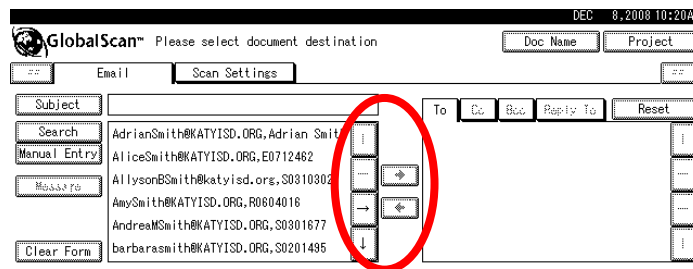 DEC 8,2008 10:20A
GlobalScan™ Please select document destination
Doc Name
Project
Email
Scan Settings
Subject
To
Cc
Bcc
Reply To
Reset
Search
AdrianSmith@KATYISD.ORG,Adrian Smit
Manual Entry
AliceSmith@KATYISD.ORG,E0712462
AllysonBSmith@katyisd.org,S0310302
Message
AmySmith@KATYISD.ORG,R0604016
AndreaMSmith@KATYISD.ORG,S0301677
Clear Form
barbarasmith@KATYISD.ORG,S0201495